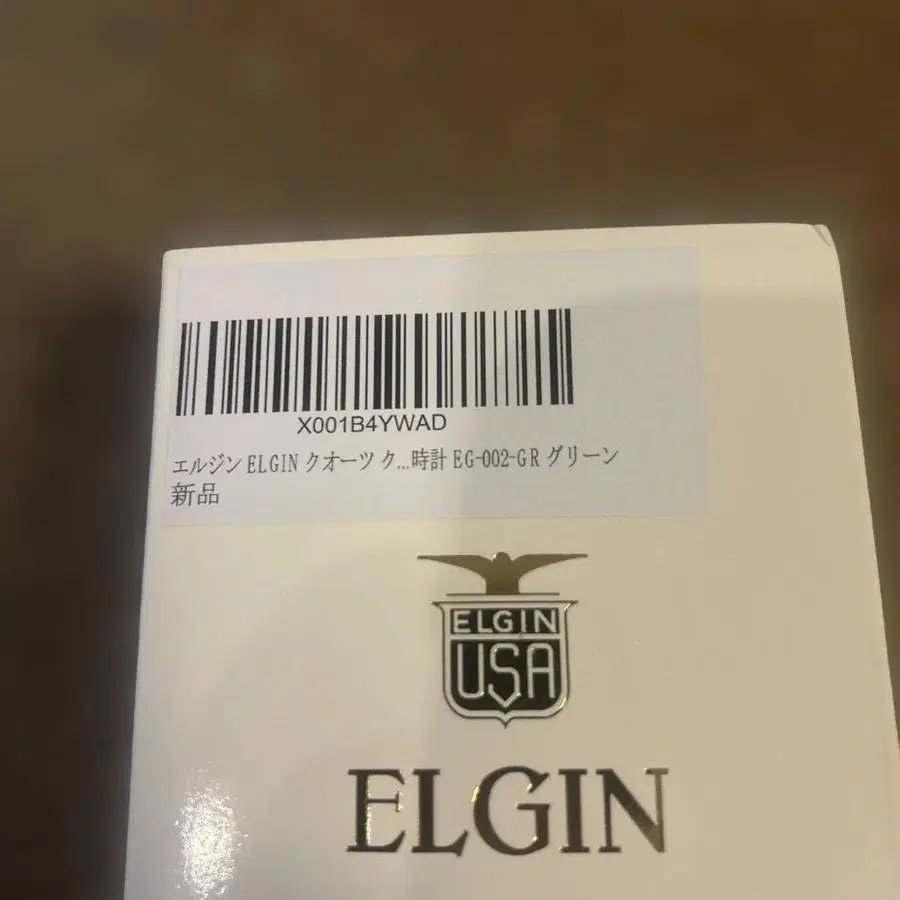 X001B4YWAD
エルジン ELGIN クオーツ ク...時計 EG-002-GR グリーン
新品
ELGIN
USA
ELGIN